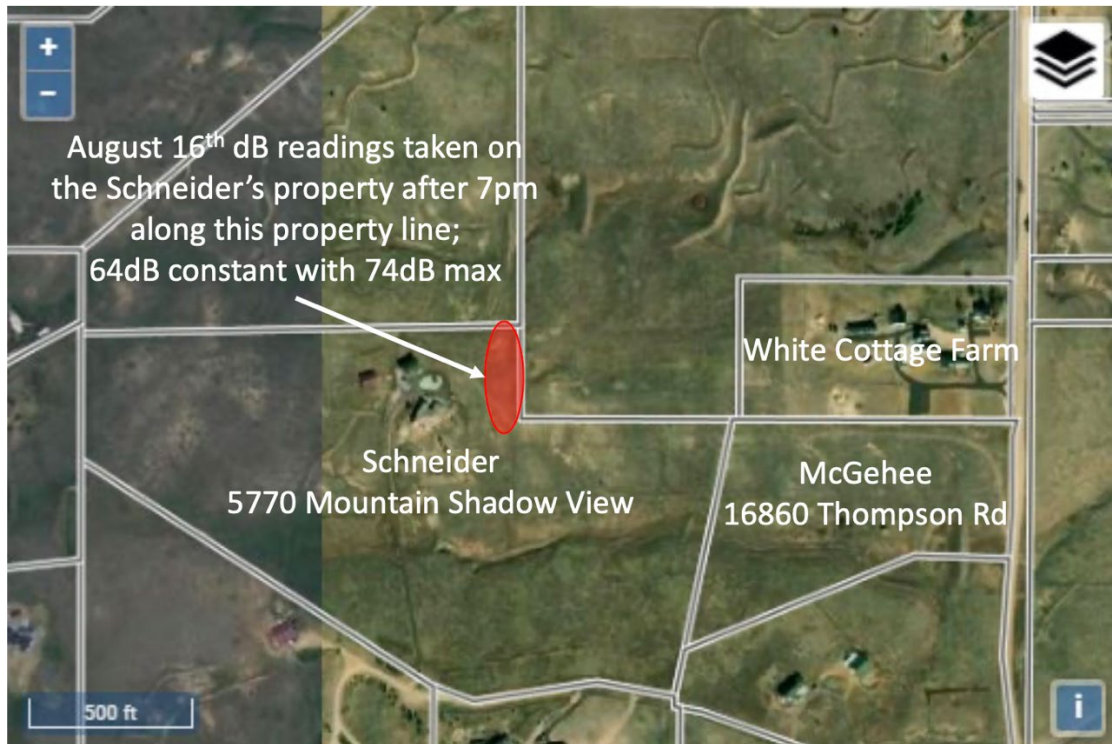 +
−
August 16th dB readings taken on
the Schneider’s property after 7pm
along this property line;
64dB constant with 74dB max
White Cottage Farm
Schneider
5770 Mountain Shadow View
McGehee
16860 Thompson Rd
500 ft
i